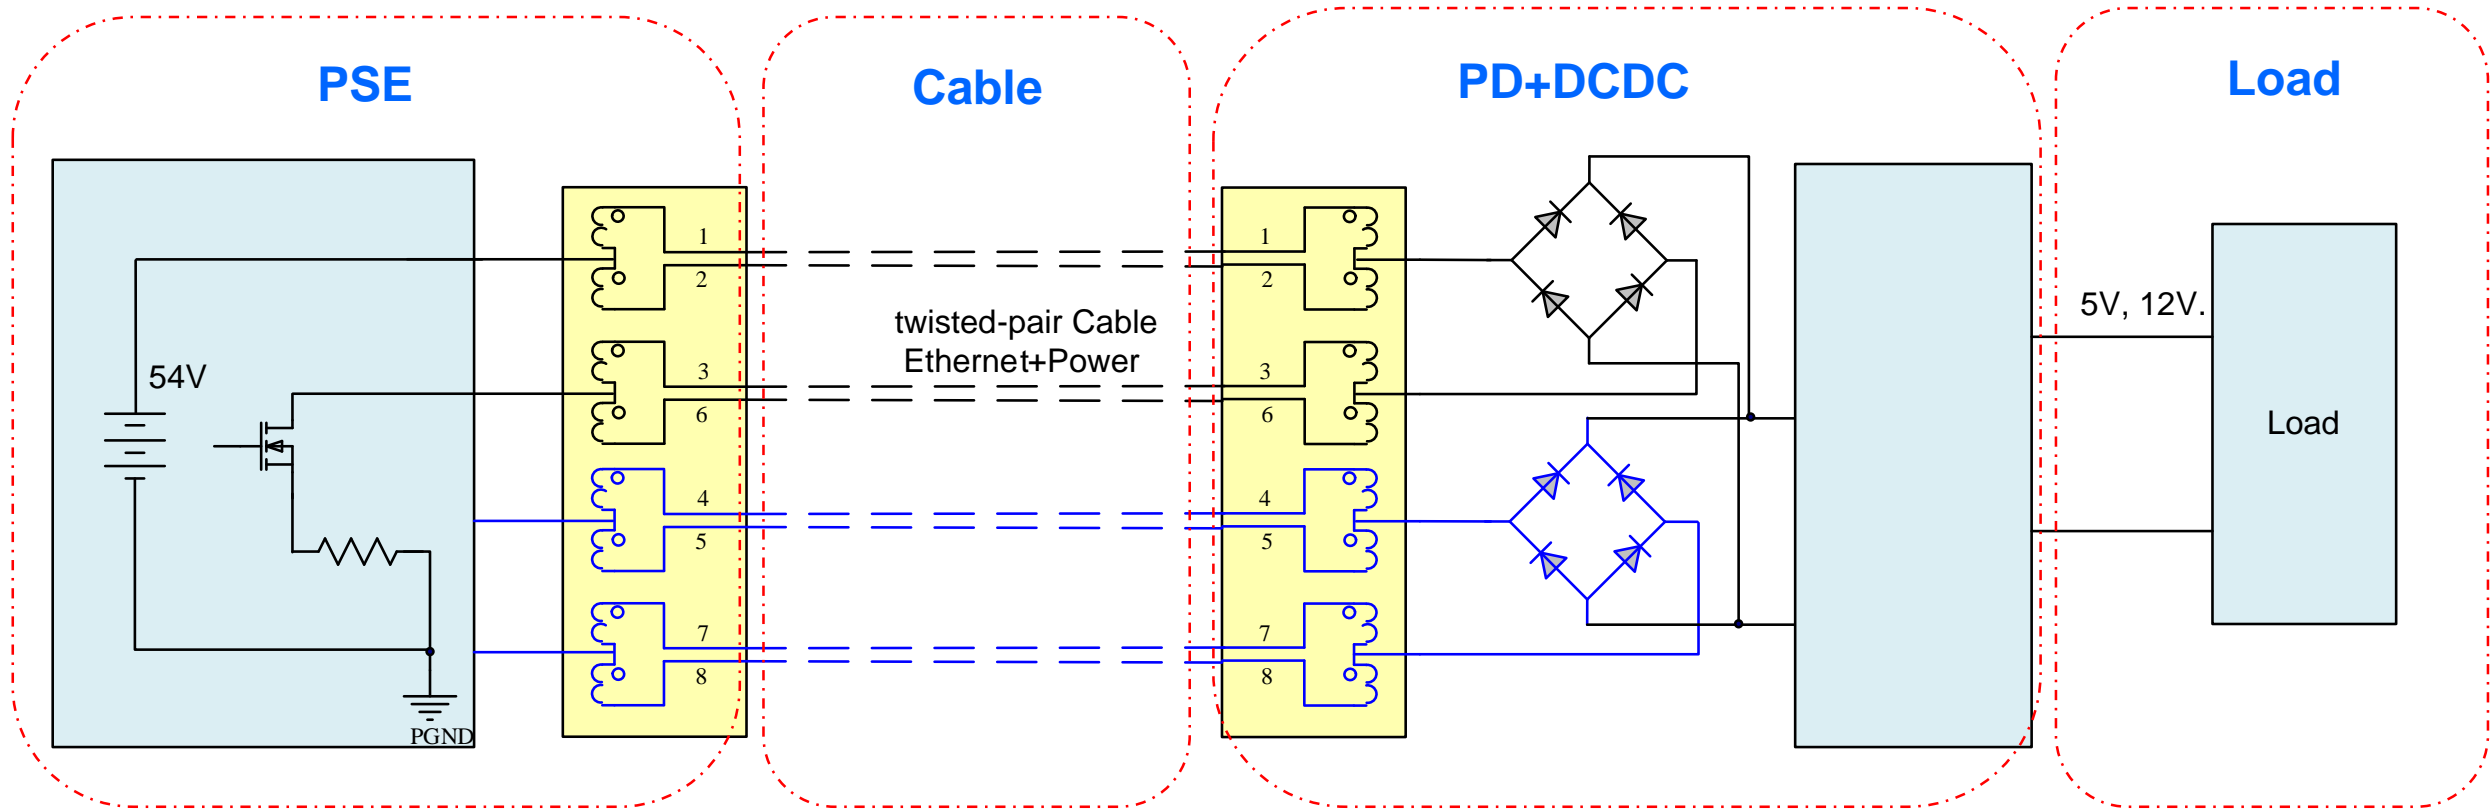 PSE
Cable
PD+DCDC
Load
54V
PGND
1
2
3
6
4
5
7
8
twisted-pair Cable
Ethernet+Power
1
2
3
6
4
5
7
8
5V, 12V.
Load